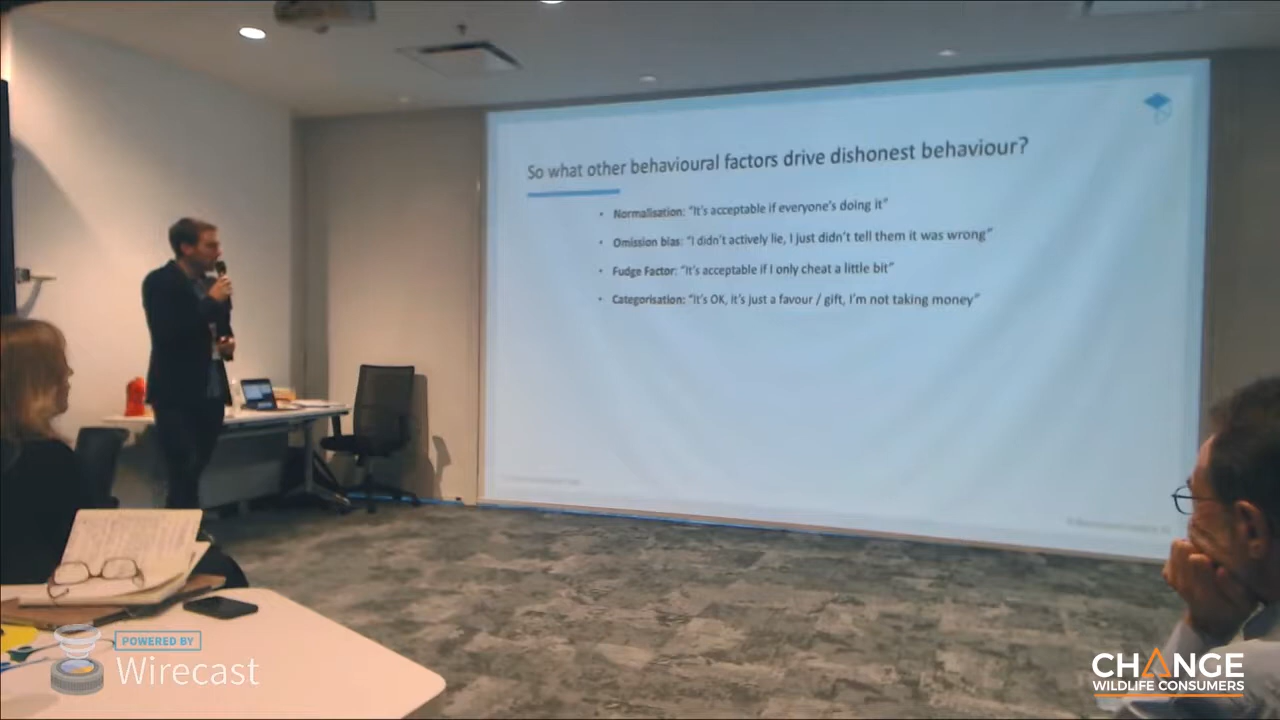 So what other behavioural factors drive dishonest behaviour?
• Normalisation: "It's acceptable if everyone's doing it"
• Omission bias: "I didn't actively lie, I just didn't tell them it was wrong"
• Fudge Factor: "It's acceptable if I only cheat a little bit"
• Categorisation: "It's OK, it's just a favour / gift, I'm not taking money"
POWERED BY
Wirecast
CHANGE
WILDLIFE CONSUMERS